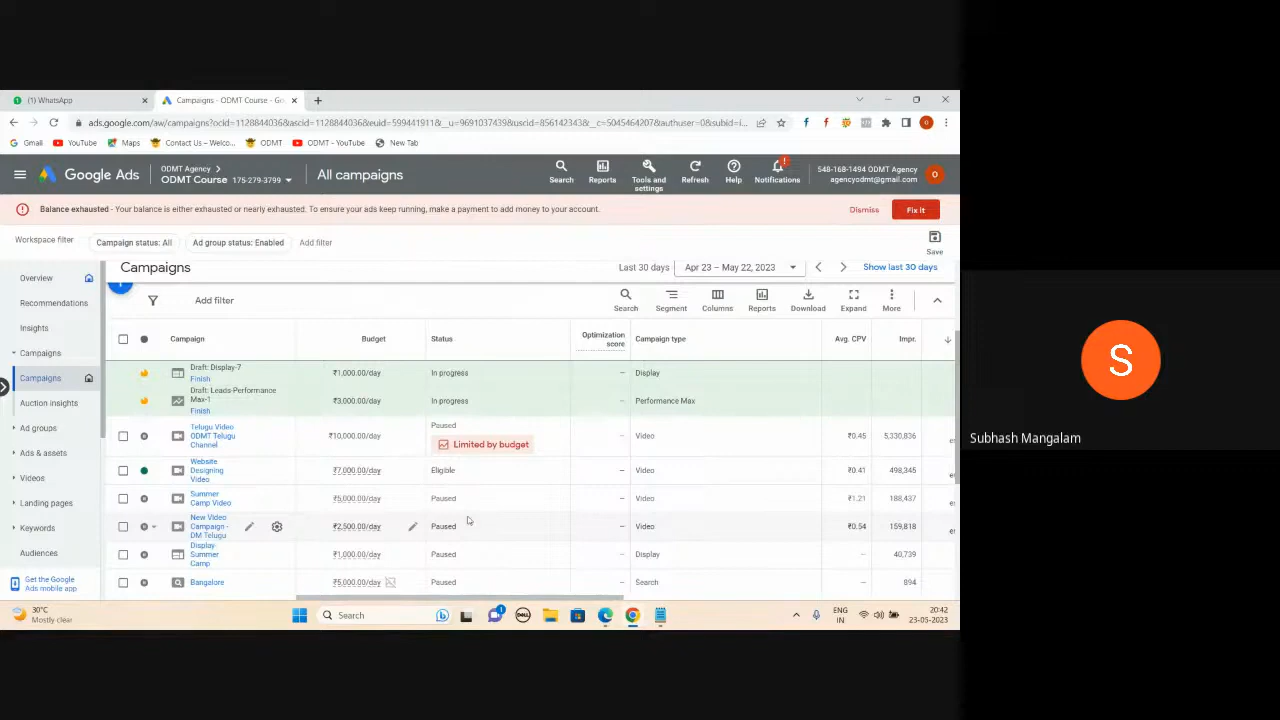 (1) WhatsApp
Campaigns - ODMT Course - Go
ads.google.com/aw/campaigns?ocid=1128844036&ascid=1128844036&euid=599441911&__u=9691037439&uscid=856142343&__c=5045464207&authuser=0&subid=i...
Gmail YouTube Maps Contact Us – Welco... ODMT ODMT - YouTube New Tab
Google Ads
ODMT Agency
ODMT Course 175-279-3799
All campaigns
Search
Reports
Tools and settings
Refresh
Help
Notifications
548-168-1494 ODMT Agency
agencyodmt@gmail.com
Balance exhausted - Your balance is either exhausted or nearly exhausted. To ensure your ads keep running, make a payment to add money to your account.
Dismiss
Fix it
Workspace filter
Campaign status: All
Ad group status: Enabled
Add filter
Save
Overview
Recommendations
Insights
Campaigns
Campaigns
Auction insights
Ad groups
Ads & assets
Videos
Landing pages
Keywords
Audiences
Get the Google
Ads mobile app
Campaigns
Last 30 days
Apr 23 – May 22, 2023
Show last 30 days
Add filter
Search
Segment
Columns
Reports
Download
Expand
More
Campaign Budget Status Optimization score Campaign type Avg. CPV Impr.
Draft: Display-7
Finish
₹1,000.00/day In progress Display
Draft: Leads-Performance
Max-1
Finish
₹3,000.00/day In progress Performance Max
Telugu Video
ODMT Telugu
Channel
₹10,000.00/day
Paused
Limited by budget
– Video ₹0.45 5,330,836
Website
Designing
Video
₹7,000.00/day Eligible – Video ₹0.41 498,345
Summer
Camp Video
₹5,000.00/day Paused – Video ₹1.21 188,437
New Video
Campaign -
DM Telugu
₹2,500.00/day Paused – Video ₹0.54 159,818
Display-
Summer
Camp
₹1,000.00/day Paused – Display – 40,739
Bangalore ₹5,000.00/day Paused – Search – 894
30°C
Mostly clear
Search
ENG
IN
20:42
23-05-2023
S
Subhash Mangalam